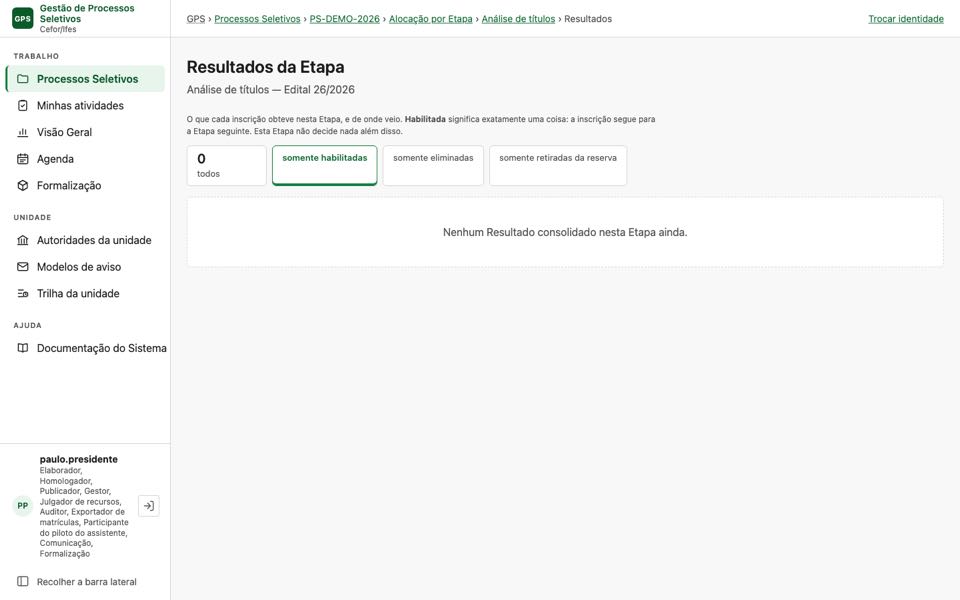 GPS
Gestão de Processos
Seletivos
Cefor/Ifes
GPS › Processos Seletivos › PS-DEMO-2026 › Alocação por Etapa › Análise de títulos › Resultados
Trocar identidade
TRABALHO
Processos Seletivos
Minhas atividades
Visão Geral
Agenda
Formalização
UNIDADE
Autoridades da unidade
Modelos de aviso
Trilha da unidade
AJUDA
Documentação do Sistema
PP
paulo.presidente
Elaborador,
Homologador,
Publicador, Gestor,
Julgador de recursos,
Auditor, Exportador de
matrículas, Participante
do piloto do assistente,
Comunicação,
Formalização
Recolher a barra lateral
Resultados da Etapa
Análise de títulos — Edital 26/2026
O que cada inscrição obteve nesta Etapa, e de onde veio. Habilitada significa exatamente uma coisa: a inscrição segue para
a Etapa seguinte. Esta Etapa não decide nada além disso.
0
todos
somente habilitadas
somente eliminadas
somente retiradas da reserva
Nenhum Resultado consolidado nesta Etapa ainda.